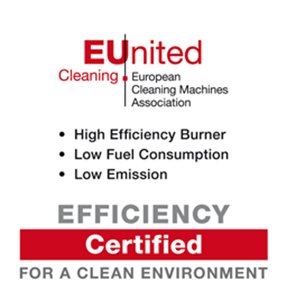 EUnited
Cleaning. European
Cleaning Machines
Association
• High Efficiency Burner
• Low Fuel Consumption
• Low Emission
EFFICIENCY
Certified
FOR A CLEAN ENVIRONMENT